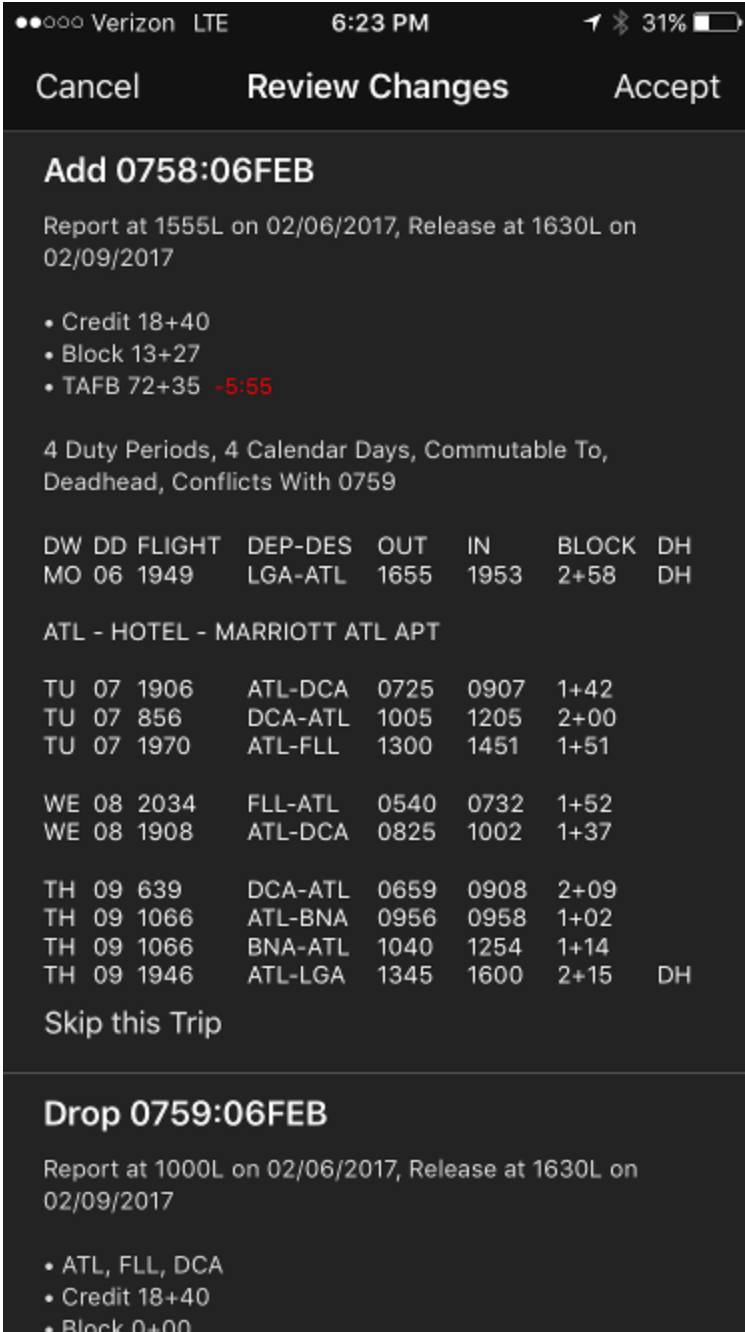 Verizon LTE 6:23 PM 31%
Cancel Review Changes Accept
Add 0758:06FEB
Report at 1555L on 02/06/2017, Release at 1630L on
02/09/2017
• Credit 18+40
• Block 13+27
• TAFB 72+35 -5:55
4 Duty Periods, 4 Calendar Days, Commutable To,
Deadhead, Conflicts With 0759
DW DD FLIGHT DEP-DES OUT IN BLOCK DH
MO 06 1949 LGA-ATL 1655 1953 2+58 DH
ATL - HOTEL - MARRIOTT ATL APT
TU 07 1906 ATL-DCA 0725 0907 1+42
TU 07 856 DCA-ATL 1005 1205 2+00
TU 07 1970 ATL-FLL 1300 1451 1+51
WE 08 2034 FLL-ATL 0540 0732 1+52
WE 08 1908 ATL-DCA 0825 1002 1+37
TH 09 639 DCA-ATL 0659 0908 2+09
TH 09 1066 ATL-BNA 0956 0958 1+02
TH 09 1066 BNA-ATL 1040 1254 1+14
TH 09 1946 ATL-LGA 1345 1600 2+15 DH
Skip this Trip
Drop 0759:06FEB
Report at 1000L on 02/06/2017, Release at 1630L on
02/09/2017
• ATL, FLL, DCA
• Credit 18+40
• Block 0+00